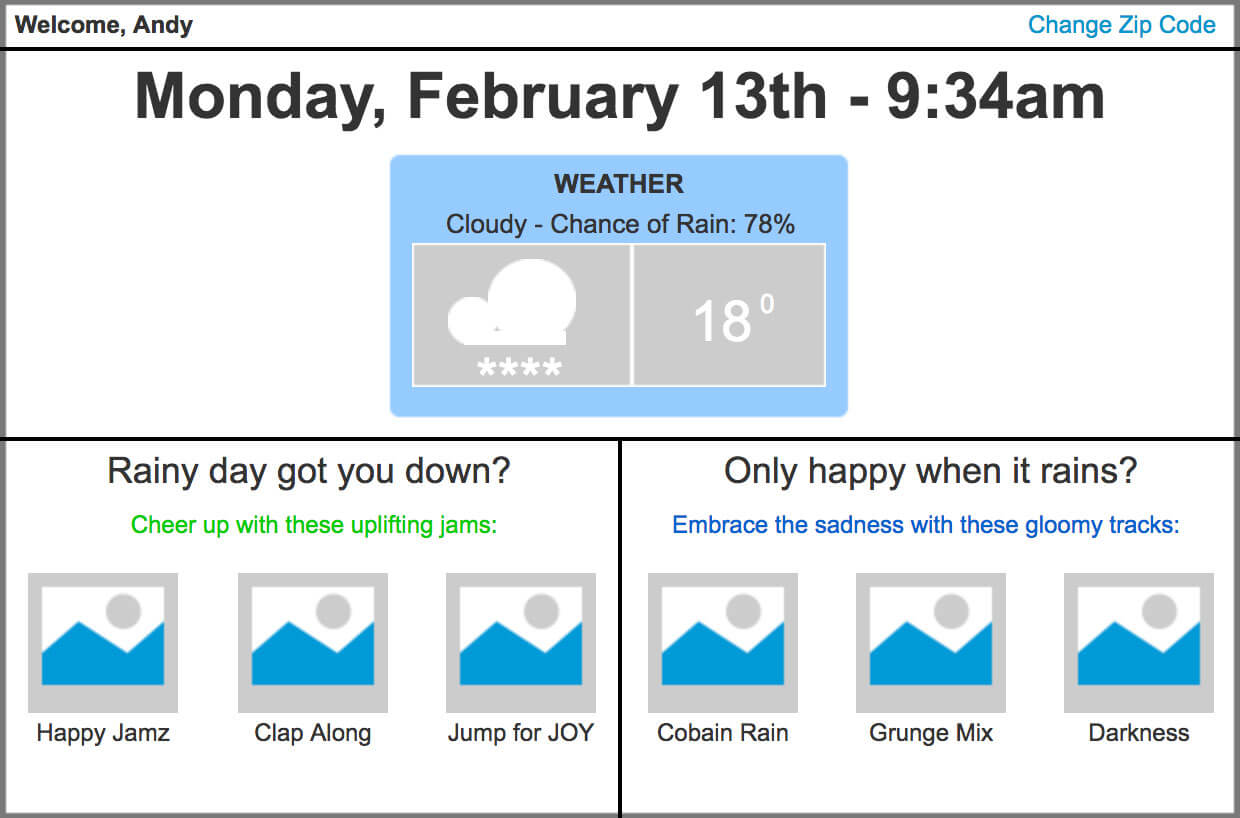 Welcome, Andy
Change Zip Code
Monday, February 13th - 9:34am
WEATHER
Cloudy - Chance of Rain: 78%
****
18⁰
Rainy day got you down?
Cheer up with these uplifting jams:
Happy Jamz
Clap Along
Jump for JOY
Only happy when it rains?
Embrace the sadness with these gloomy tracks:
Cobain Rain
Grunge Mix
Darkness